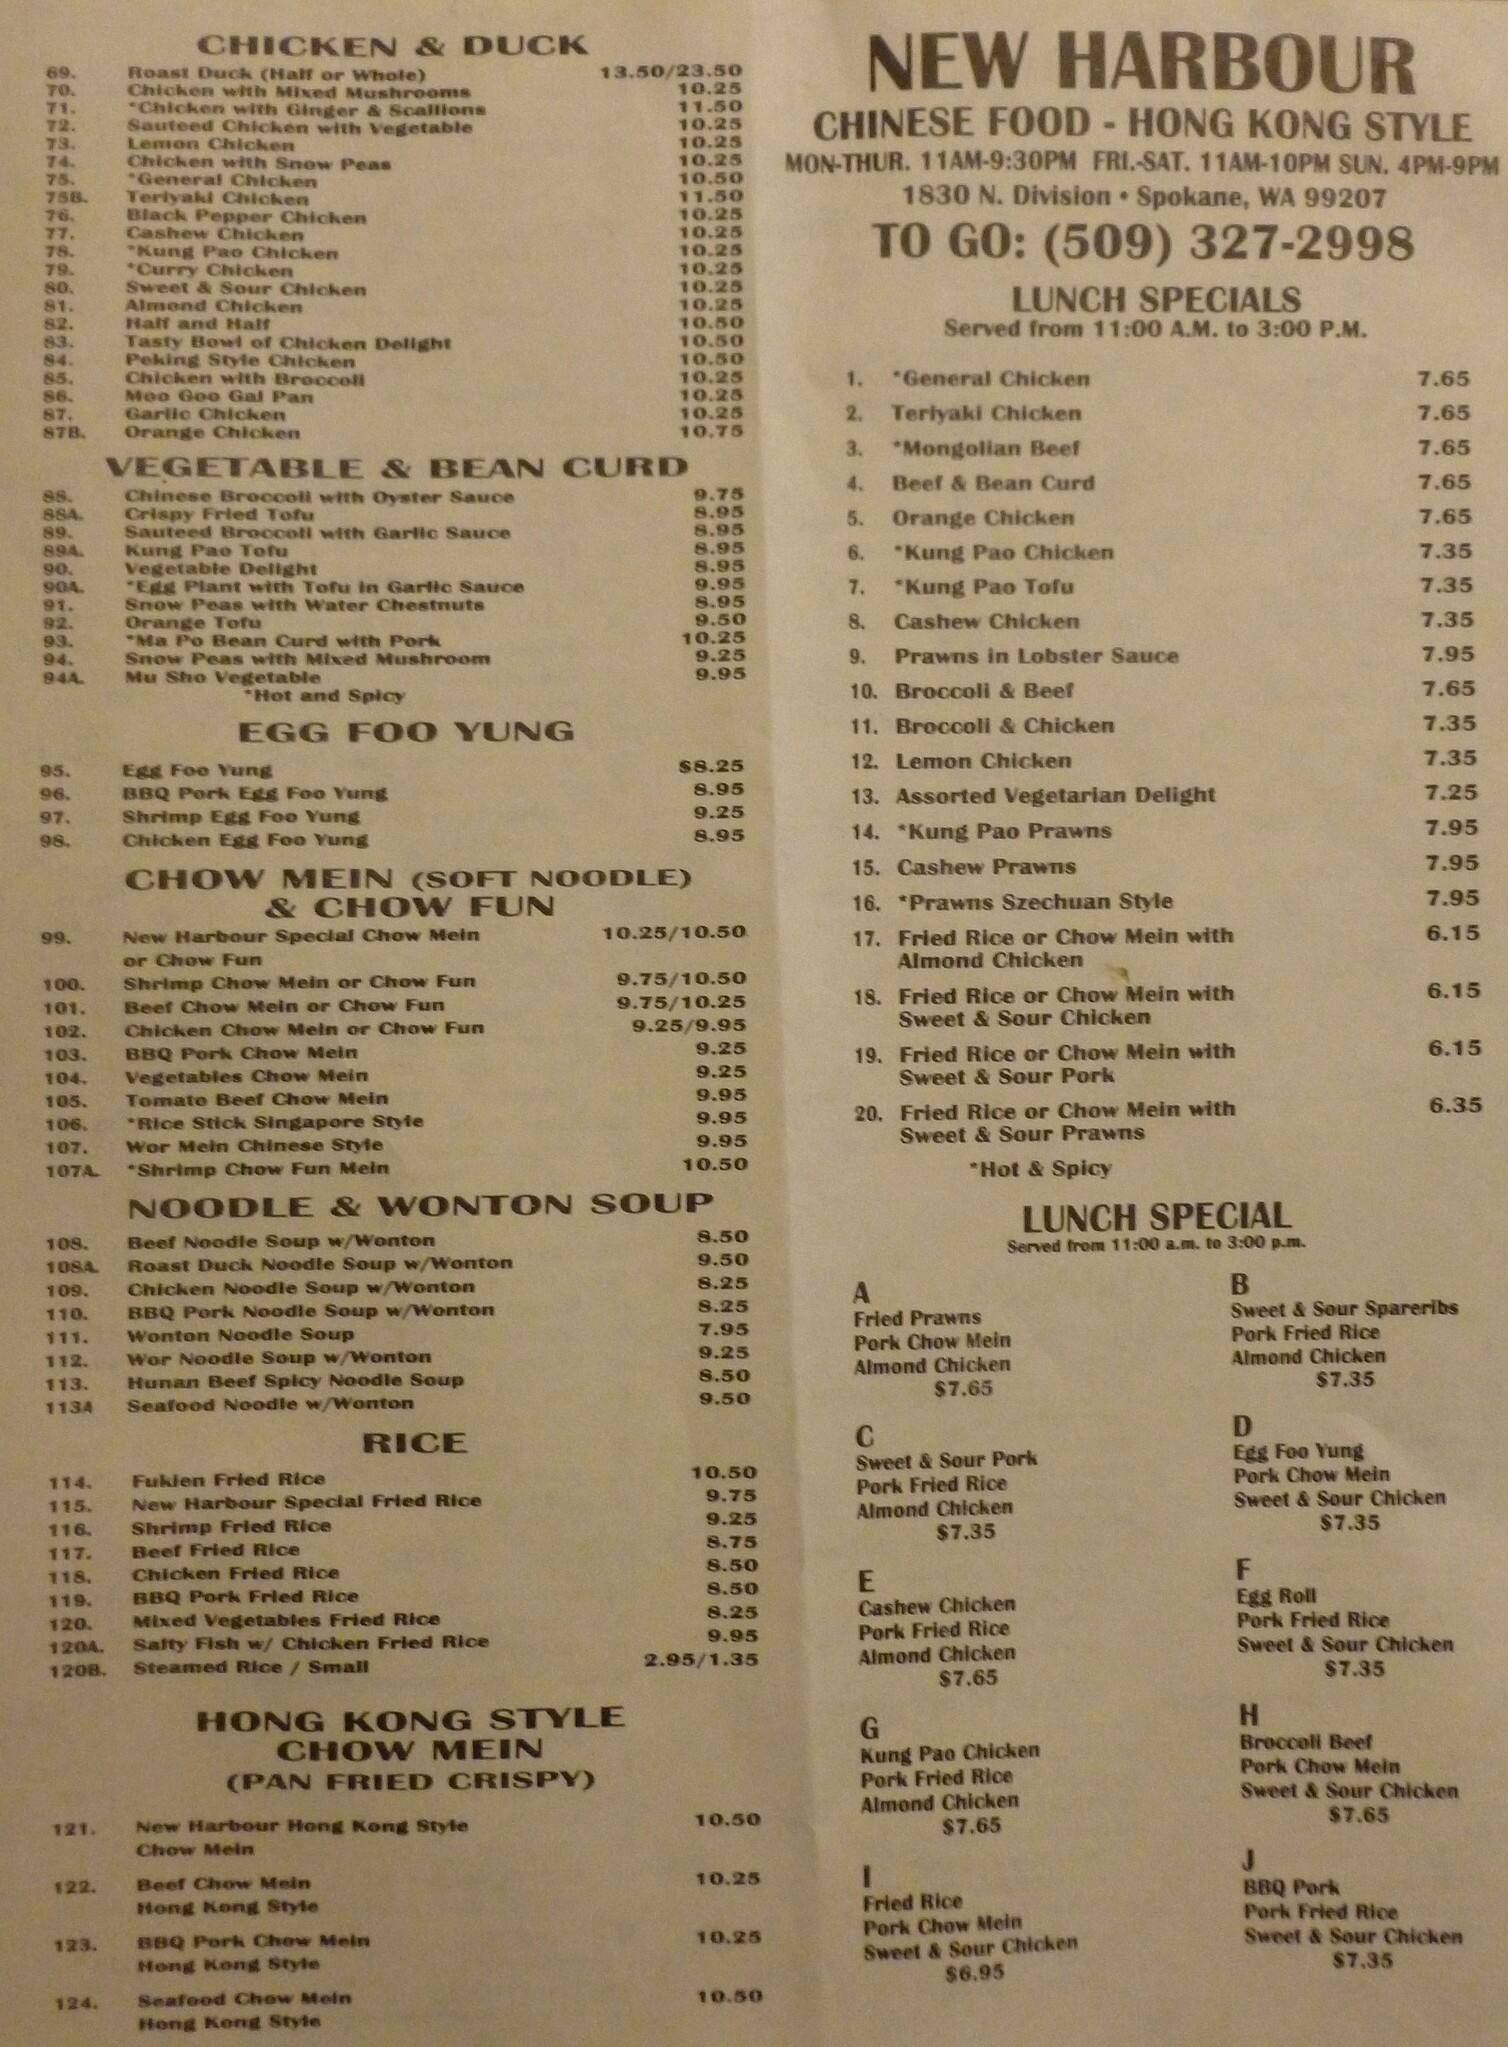 CHICKEN & DUCK
69. Roast Duck (Half or Whole) 13.50/23.50
70. Chicken with Mixed Mushrooms 10.25
71. *Chicken with Ginger & Scallions 11.50
72. Sauteed Chicken with Vegetable 10.25
73. Lemon Chicken 10.25
74. Chicken with Snow Peas 10.25
75. *General Chicken 10.50
75B. Teriyaki Chicken 11.50
76. Black Pepper Chicken 10.25
77. Cashew Chicken 10.25
78. *Kung Pao Chicken 10.25
79. *Curry Chicken 10.25
80. Sweet & Sour Chicken 10.25
81. Almond Chicken 10.25
82. Half and Half 10.50
83. Tasty Bowl of Chicken Delight 10.50
84. Peking Style Chicken 10.50
85. Chicken with Broccoli 10.25
86. Moo Goo Gai Pan 10.25
87. Garlic Chicken 10.25
87B. Orange Chicken 10.75
VEGETABLE & BEAN CURD
88. Chinese Broccoli with Oyster Sauce 9.75
88A. Crispy Fried Tofu 8.95
89. Sauteed Broccoli with Garlic Sauce 8.95
89A. Kung Pao Tofu 8.95
90. Vegetable Delight 8.95
90A. *Egg Plant with Tofu in Garlic Sauce 9.95
91. Snow Peas with Water Chestnuts 8.95
92. Orange Tofu 9.50
93. *Ma Po Bean Curd with Pork 10.25
94. Snow Peas with Mixed Mushroom 9.25
94A. Mu Sho Vegetable 9.95
*Hot and Spicy
EGG FOO YUNG
95. Egg Foo Yung $8.25
96. BBQ Pork Egg Foo Yung 8.95
97. Shrimp Egg Foo Yung 9.25
98. Chicken Egg Foo Yung 8.95
CHOW MEIN (SOFT NOODLE)
& CHOW FUN
99. New Harbour Special Chow Mein 10.25/10.50
or Chow Fun
100. Shrimp Chow Mein or Chow Fun 9.75/10.50
101. Beef Chow Mein or Chow Fun 9.75/10.25
102. Chicken Chow Mein or Chow Fun 9.25/9.95
103. BBQ Pork Chow Mein 9.25
104. Vegetables Chow Mein 9.25
105. Tomato Beef Chow Mein 9.95
106. *Rice Stick Singapore Style 9.95
107. Wor Mein Chinese Style 9.95
107A. *Shrimp Chow Fun Mein 10.50
NOODLE & WONTON SOUP
108. Beef Noodle Soup w/Wonton 8.50
108A. Roast Duck Noodle Soup w/Wonton 9.50
109. Chicken Noodle Soup w/Wonton 8.25
110. BBQ Pork Noodle Soup w/Wonton 8.25
111. Wonton Noodle Soup 7.95
112. Wor Noodle Soup w/Wonton 9.25
113. Hunan Beef Spicy Noodle Soup 8.50
113A Seafood Noodle w/Wonton 9.50
RICE
114. Fukien Fried Rice 10.50
115. New Harbour Special Fried Rice 9.75
116. Shrimp Fried Rice 9.25
117. Beef Fried Rice 8.75
118. Chicken Fried Rice 8.50
119. BBQ Pork Fried Rice 8.50
120. Mixed Vegetables Fried Rice 8.25
120A. Salty Fish w/ Chicken Fried Rice 9.95
120B. Steamed Rice / Small 2.95/1.35
HONG KONG STYLE
CHOW MEIN
(PAN FRIED CRISPY)
121. New Harbour Hong Kong Style 10.50
Chow Mein
122. Beef Chow Mein 10.25
Hong Kong Style
123. BBQ Pork Chow Mein 10.25
Hong Kong Style
124. Seafood Chow Mein 10.50
Hong Kong Style
NEW HARBOUR
CHINESE FOOD - HONG KONG STYLE
MON-THUR. 11AM-9:30PM FRI.-SAT. 11AM-10PM SUN. 4PM-9PM
1830 N. Division • Spokane, WA 99207
TO GO: (509) 327-2998
LUNCH SPECIALS
Served from 11:00 A.M. to 3:00 P.M.
1. *General Chicken 7.65
2. Teriyaki Chicken 7.65
3. *Mongolian Beef 7.65
4. Beef & Bean Curd 7.65
5. Orange Chicken 7.65
6. *Kung Pao Chicken 7.35
7. *Kung Pao Tofu 7.35
8. Cashew Chicken 7.35
9. Prawns in Lobster Sauce 7.95
10. Broccoli & Beef 7.65
11. Broccoli & Chicken 7.35
12. Lemon Chicken 7.35
13. Assorted Vegetarian Delight 7.25
14. *Kung Pao Prawns 7.95
15. Cashew Prawns 7.95
16. *Prawns Szechuan Style 7.95
17. Fried Rice or Chow Mein with 6.15
Almond Chicken
18. Fried Rice or Chow Mein with 6.15
Sweet & Sour Chicken
19. Fried Rice or Chow Mein with 6.15
Sweet & Sour Pork
20. Fried Rice or Chow Mein with 6.35
Sweet & Sour Prawns
*Hot & Spicy
LUNCH SPECIAL
Served from 11:00 a.m. to 3:00 p.m.
A
Fried Prawns
Pork Chow Mein
Almond Chicken
$7.65
B
Sweet & Sour Spareribs
Pork Fried Rice
Almond Chicken
$7.35
C
Sweet & Sour Pork
Pork Fried Rice
Almond Chicken
$7.35
D
Egg Foo Yung
Pork Chow Mein
Sweet & Sour Chicken
$7.35
E
Cashew Chicken
Pork Fried Rice
Almond Chicken
$7.65
F
Egg Roll
Pork Fried Rice
Sweet & Sour Chicken
$7.35
G
Kung Pao Chicken
Pork Fried Rice
Almond Chicken
$7.65
H
Broccoli Beef
Pork Chow Mein
Sweet & Sour Chicken
$7.65
I
Fried Rice
Pork Chow Mein
Sweet & Sour Chicken
$6.95
J
BBQ Pork
Pork Fried Rice
Sweet & Sour Chicken
$7.35